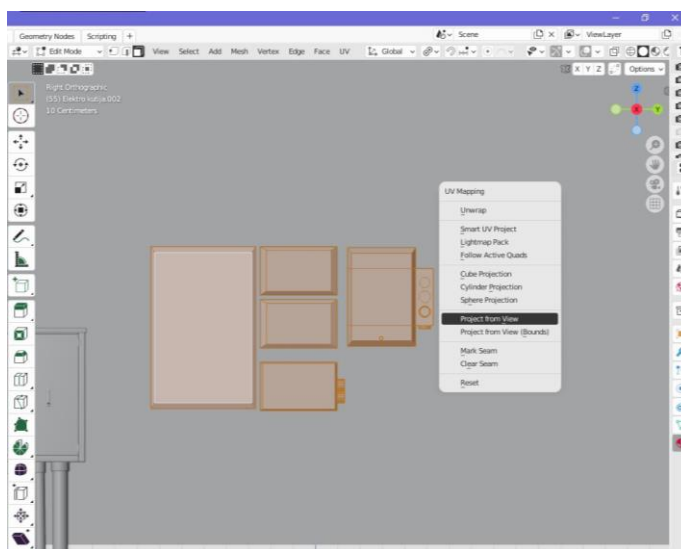 Geometry Nodes Scripting + Scene ViewLayer
Edit Mode View Select Add Mesh Vertex Edge Face UV Global
X Y Z Options
Right Orthographic
(55) Elektro kutija.002
10 Centimeters
Z
X
Y
UV Mapping
Unwrap
Smart UV Project
Lightmap Pack
Follow Active Quads
Cube Projection
Cylinder Projection
Sphere Projection
Project from View
Project from View (Bounds)
Mark Seam
Clear Seam
Reset